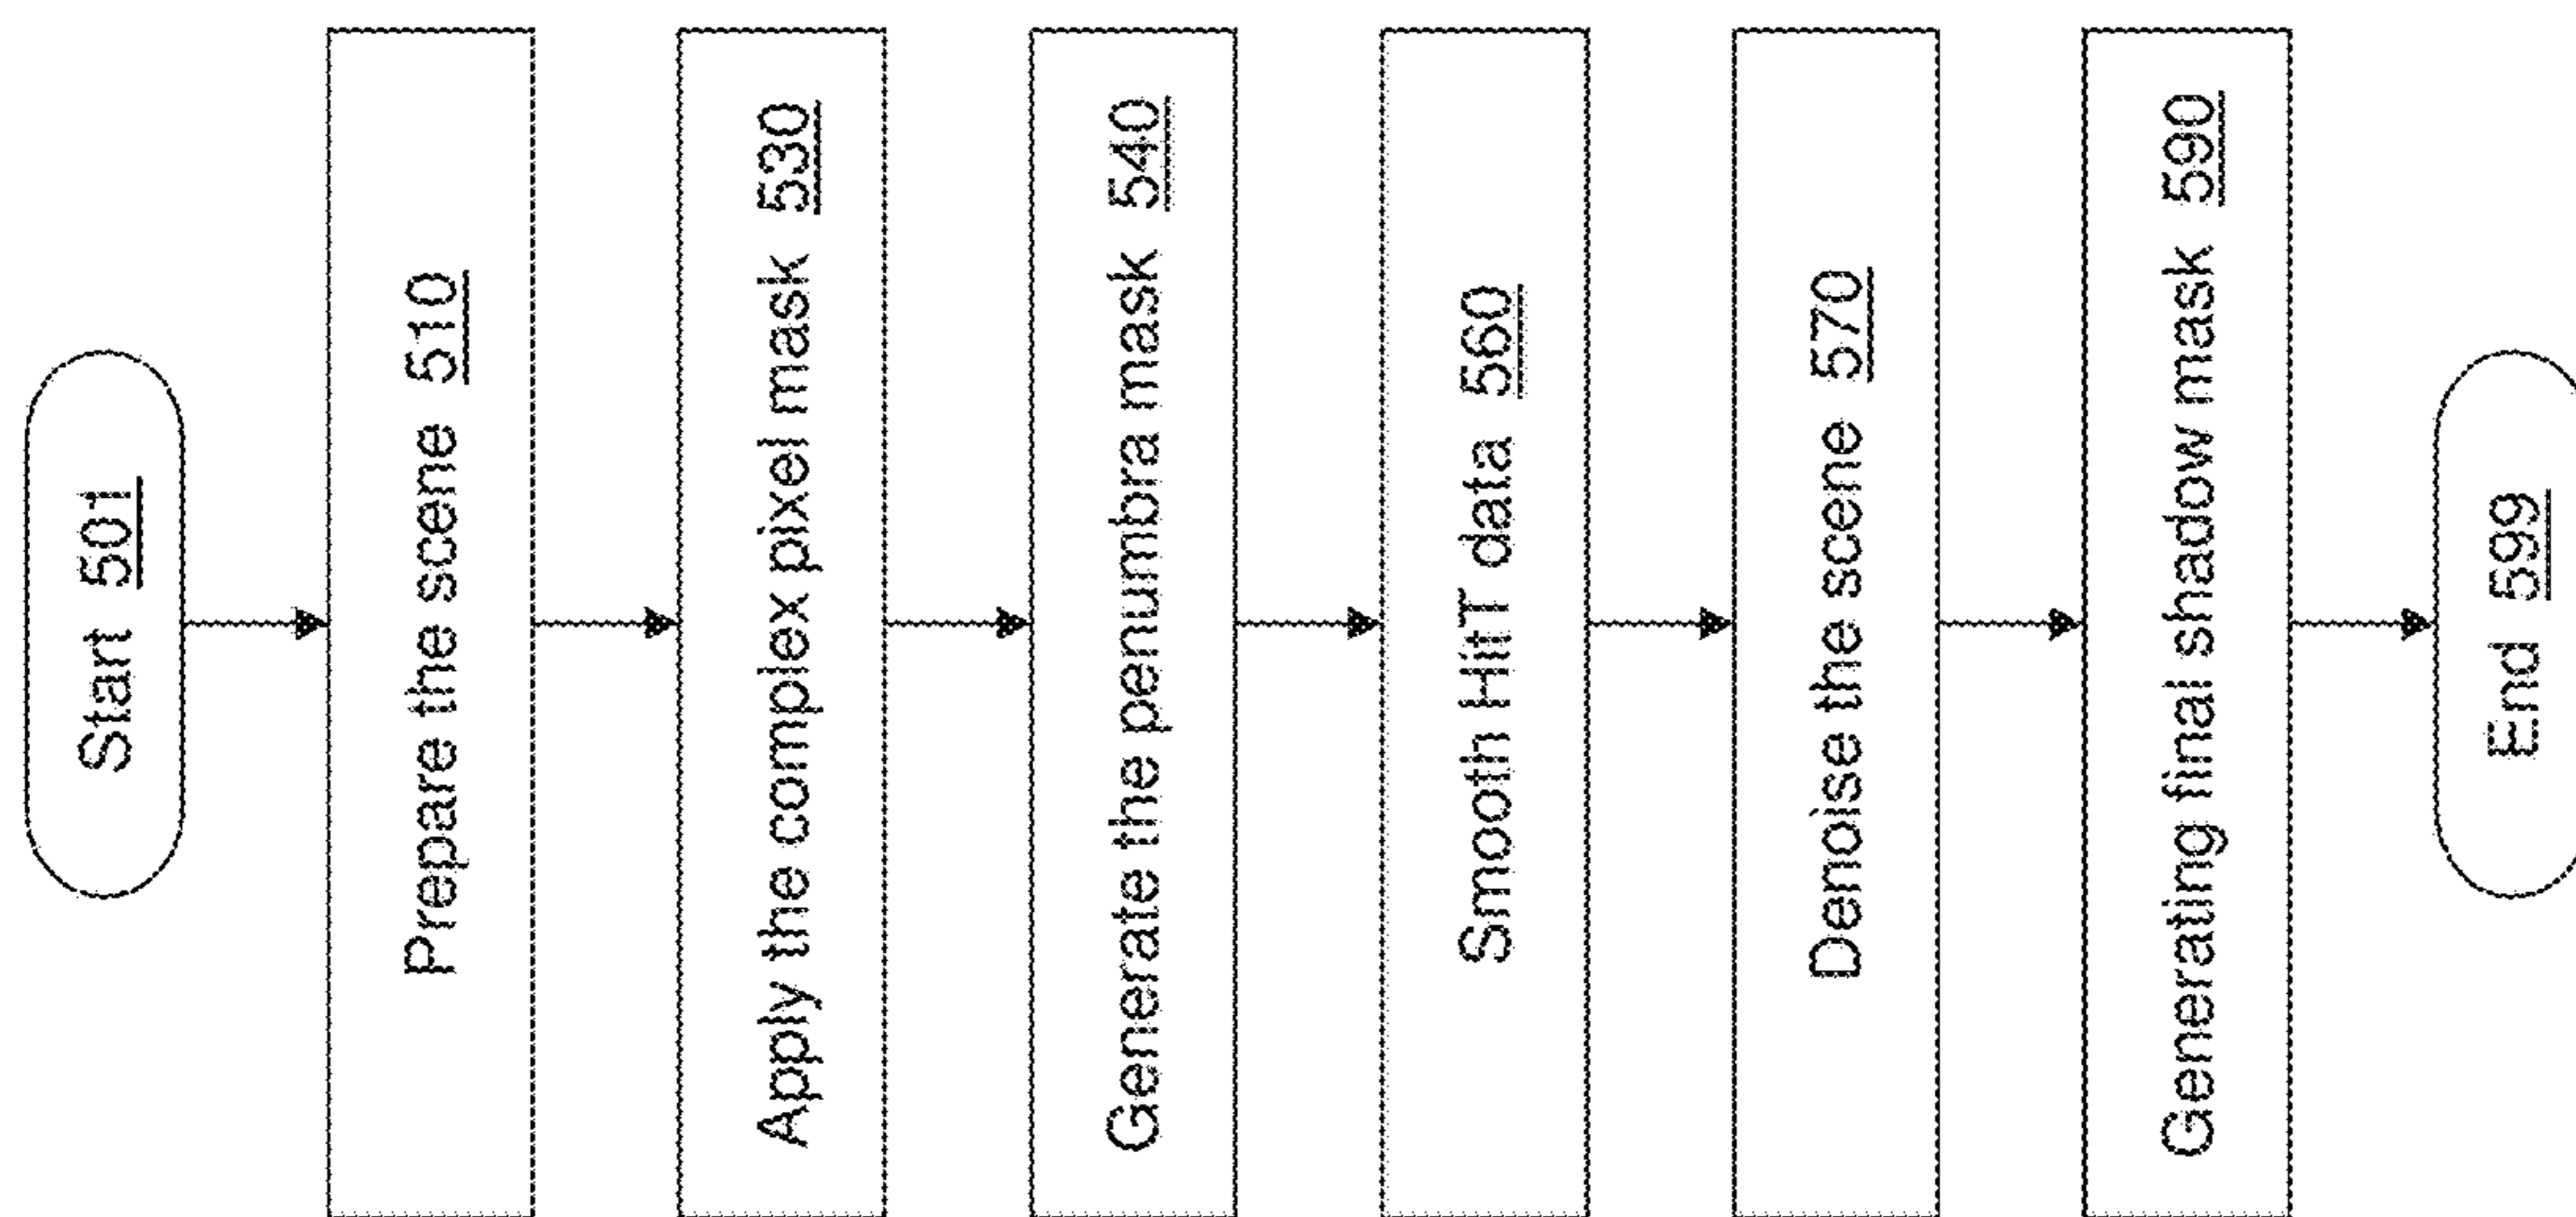 Start 501
Prepare the scene 510
Apply the complex pixel mask 530
Generate the penumbra mask 540
Smooth HitT data 560
Denoise the scene 570
Generating final shadow mask 590
End 599